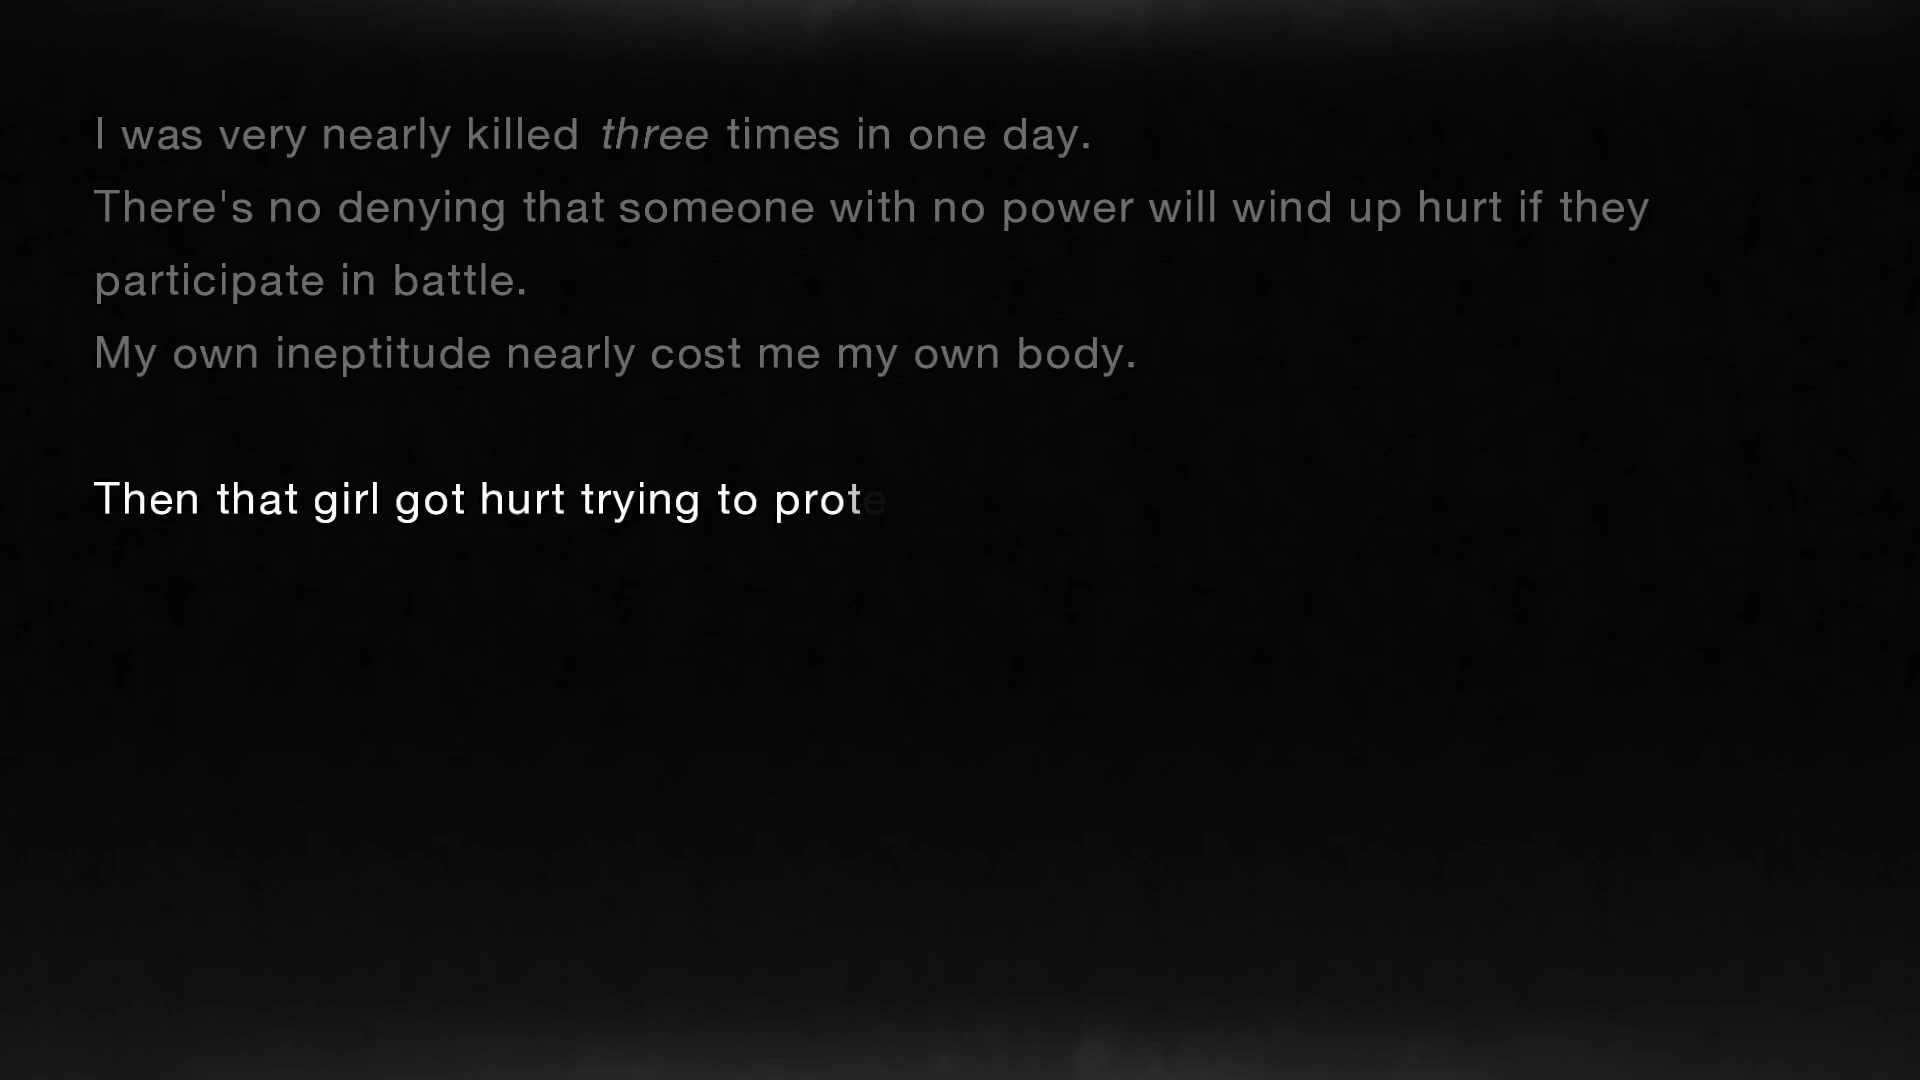 I was very nearly killed three times in one day.
There's no denying that someone with no power will wind up hurt if they
participate in battle.
My own ineptitude nearly cost me my own body.
Then that girl got hurt trying to prote